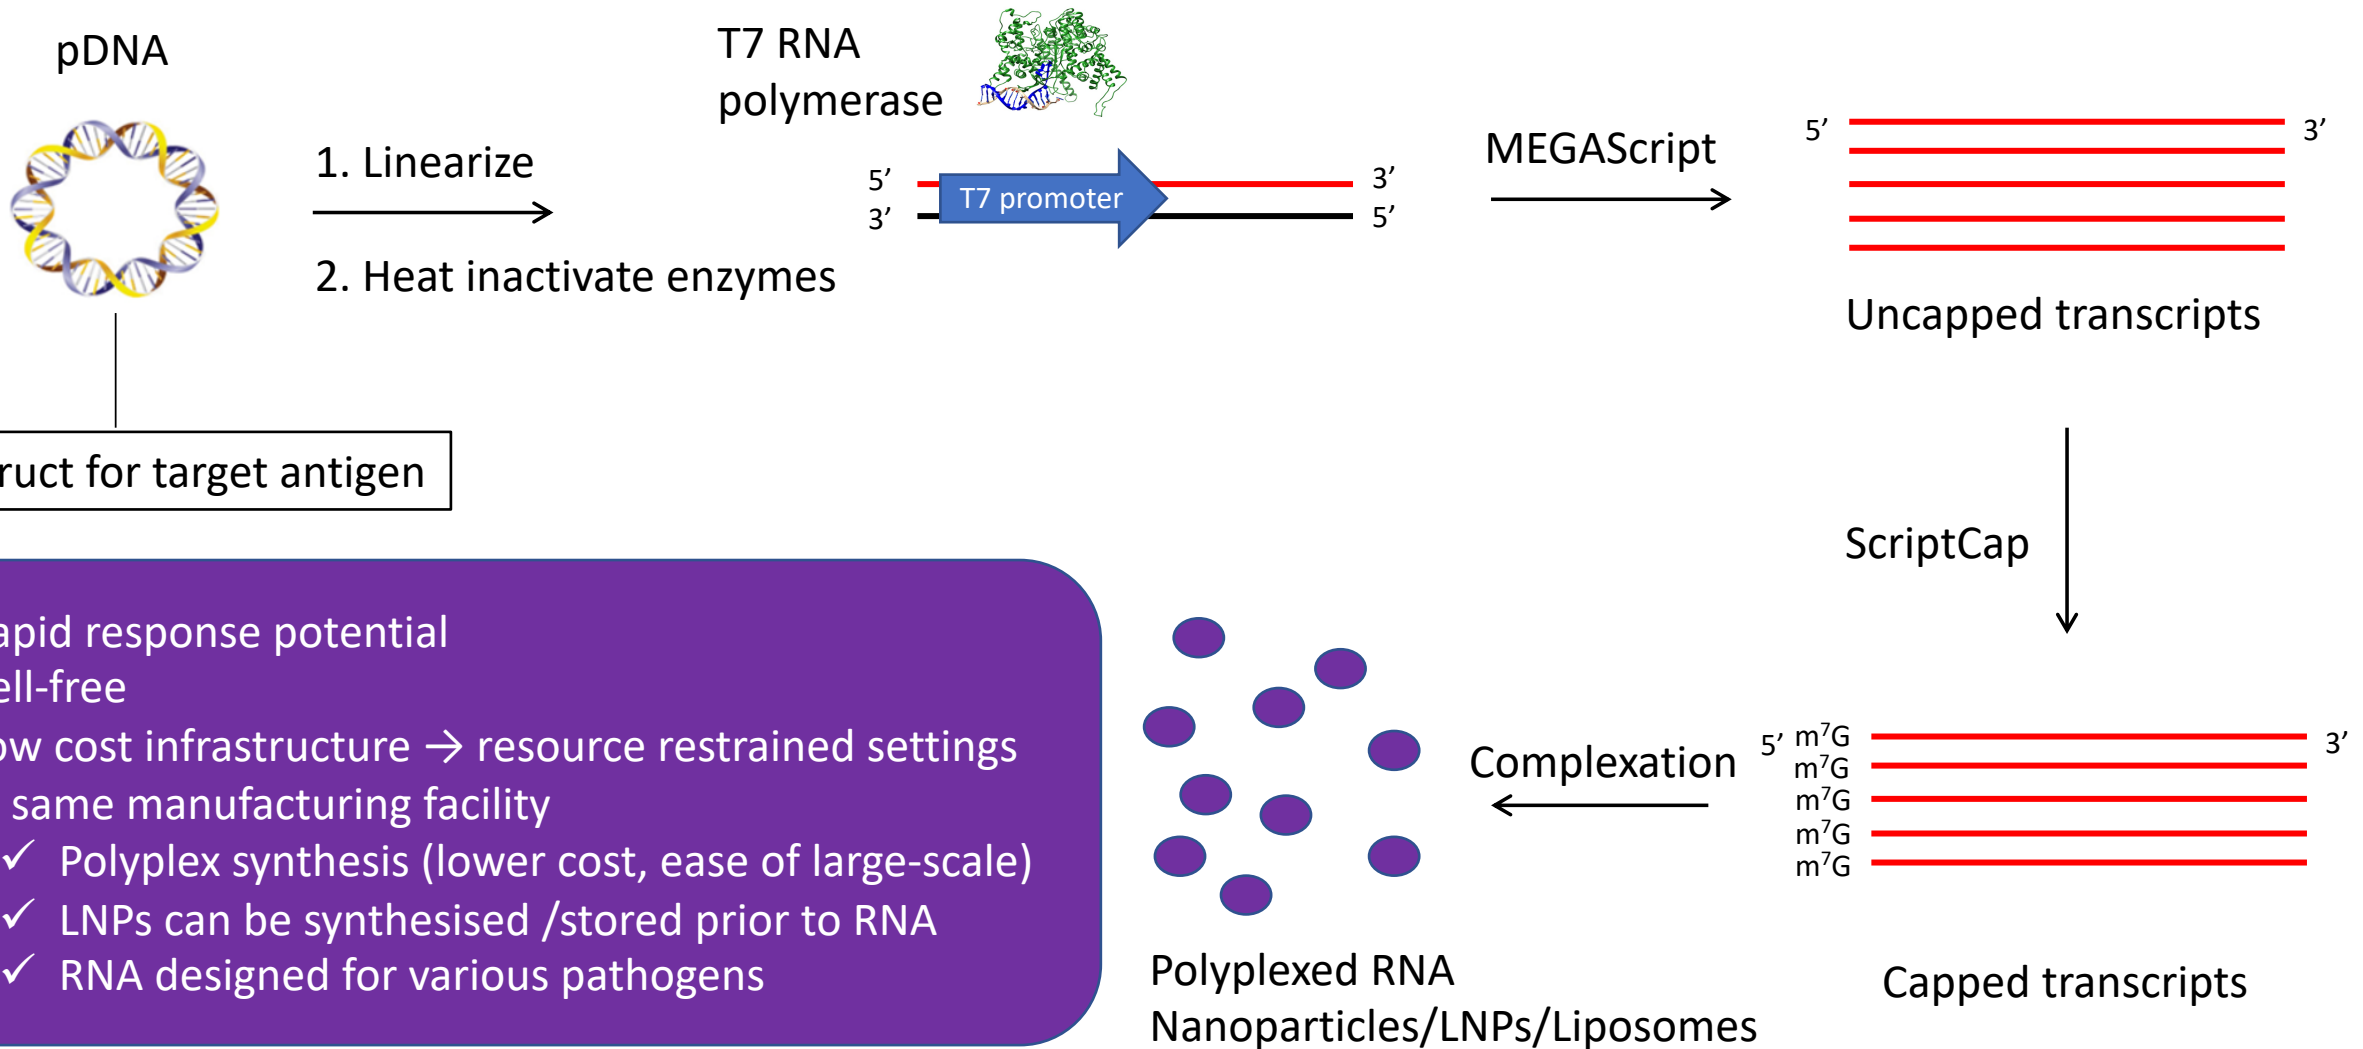 pDNA
1. Linearize
2. Heat inactivate enzymes
T7 RNA
polymerase
5’ 3’
T7 promoter
3’ 5’
MEGAScript
5’ 3’
Uncapped transcripts
ruct for target antigen
ScriptCap
apid response potential
ell-free
ow cost infrastructure → resource restrained settings
same manufacturing facility
✓ Polyplex synthesis (lower cost, ease of large-scale)
✓ LNPs can be synthesised /stored prior to RNA
✓ RNA designed for various pathogens
5’ m⁷G 3’
m⁷G
m⁷G
m⁷G
m⁷G
Capped transcripts
Complexation
Polyplexed RNA
Nanoparticles/LNPs/Liposomes